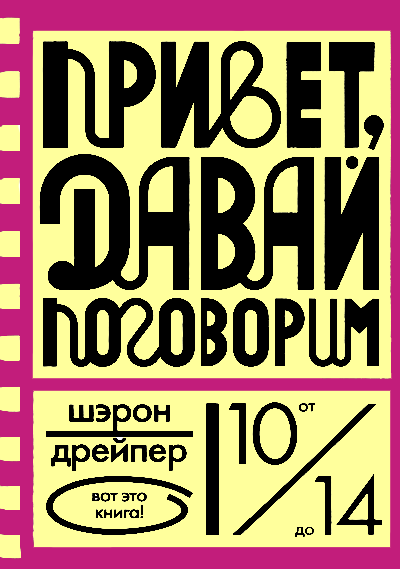 ПРИВЕТ,
ДАВАЙ
ПОГОВОРИМ
шэрон
дрейпер
вот это
книга!
от
10
14
до